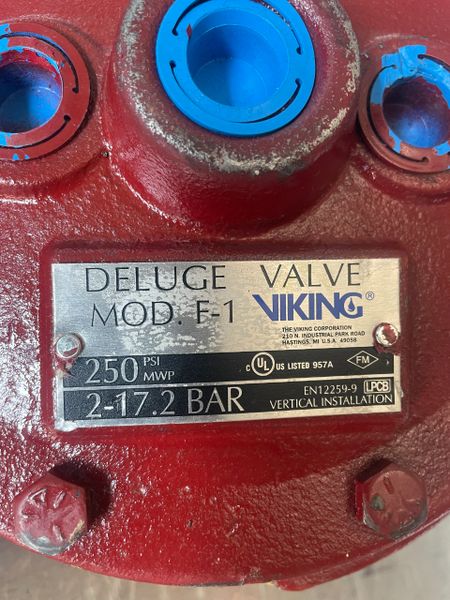 DELUGE VALVE
MOD. F-1 VIKING®
THE VIKING CORPORATION
210 N. INDUSTRIAL PARK ROAD
HASTINGS, MI U.S.A. 49058
250 PSI MWP
C UL US LISTED 957A FM
2-17.2 BAR
EN12259-9 LPCB
VERTICAL INSTALLATION